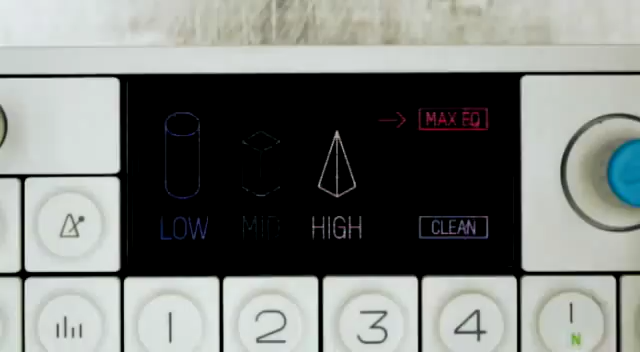 MAX EQ
LOW MID HIGH
CLEAN
1 2 3 4 I
N